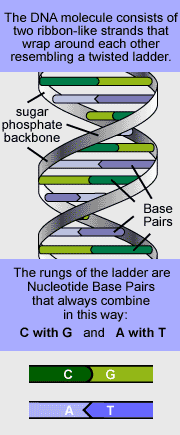 The DNA molecule consists of
two ribbon-like strands that
wrap around each other
resembling a twisted ladder.
sugar
phosphate
backbone
Base
Pairs
The rungs of the ladder are
Nucleotide Base Pairs
that always combine
in this way:
C with G and A with T
C G
A T